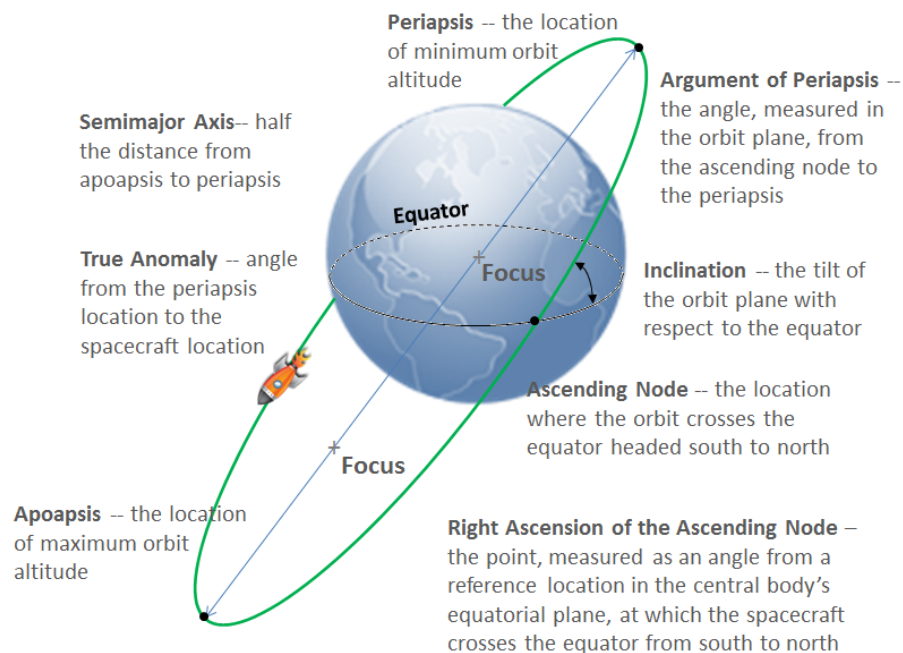 Periapsis -- the location
of minimum orbit
altitude
Argument of Periapsis --
the angle, measured in
the orbit plane, from
the ascending node to
the periapsis
Semimajor Axis-- half
the distance from
apoapsis to periapsis
Equator
True Anomaly -- angle
from the periapsis
location to the
spacecraft location
Focus
Inclination -- the tilt of
the orbit plane with
respect to the equator
Ascending Node -- the location
where the orbit crosses the
equator headed south to north
Focus
Apoapsis -- the location
of maximum orbit
altitude
Right Ascension of the Ascending Node –
the point, measured as an angle from a
reference location in the central body's
equatorial plane, at which the spacecraft
crosses the equator from south to north